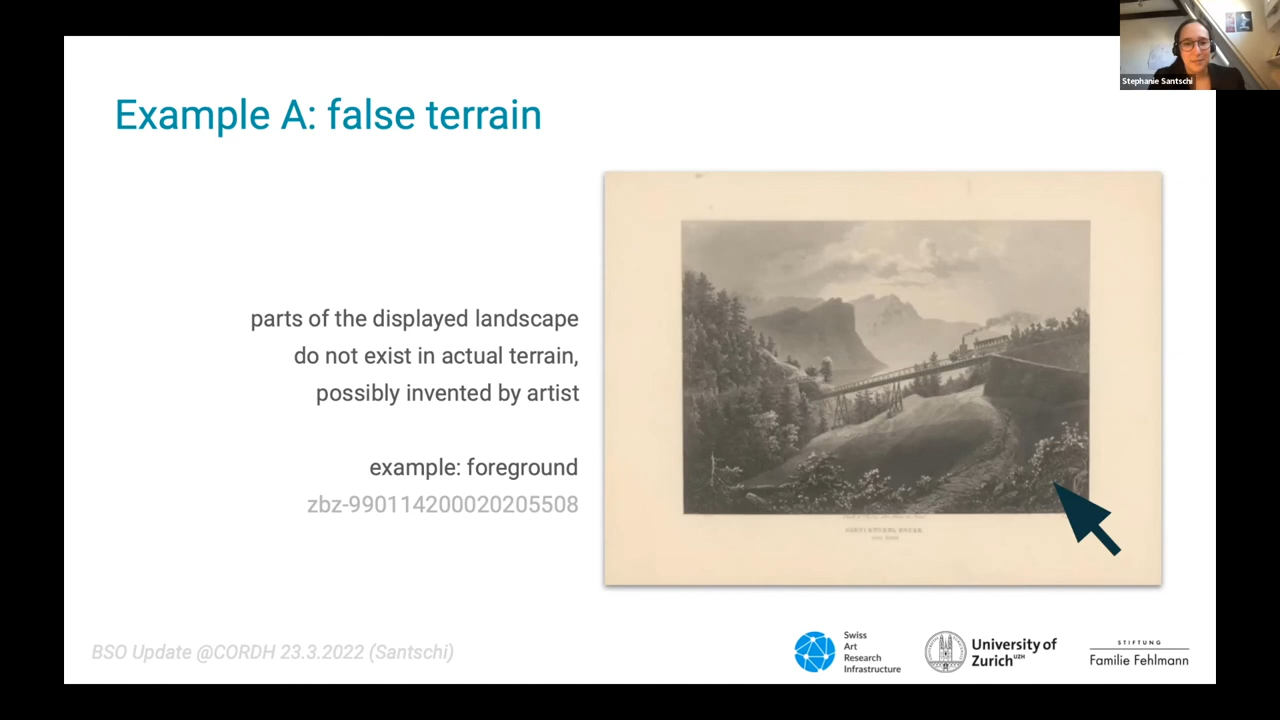 Stephanie Santschi
Example A: false terrain
parts of the displayed landscape
do not exist in actual terrain,
possibly invented by artist
example: foreground
zbz-990114200020205508
BSO Update @CORDH 23.3.2022 (Santschi)
Swiss
Art
Research
Infrastructure
University of
Zurich UZH
STIFTUNG
Familie Fehlmann